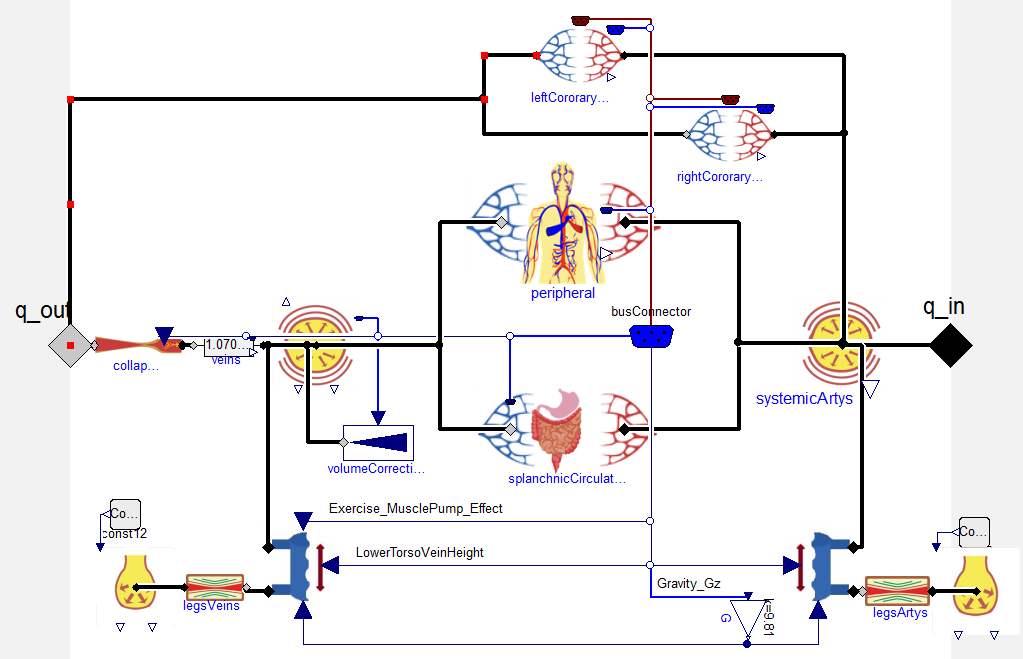 leftCororary...
rightCororary...
peripheral
q_out
busConnector
q_in
1.070...
veins
collap...
systemicArtys
volumeCorrecti...
splanchnicCirculat...
Exercise_MusclePump_Effect
Co...
const12
Co...
LowerTorsoVeinHeight
Gravity_Gz
legsVeins
G
k=9.81
legsArtys